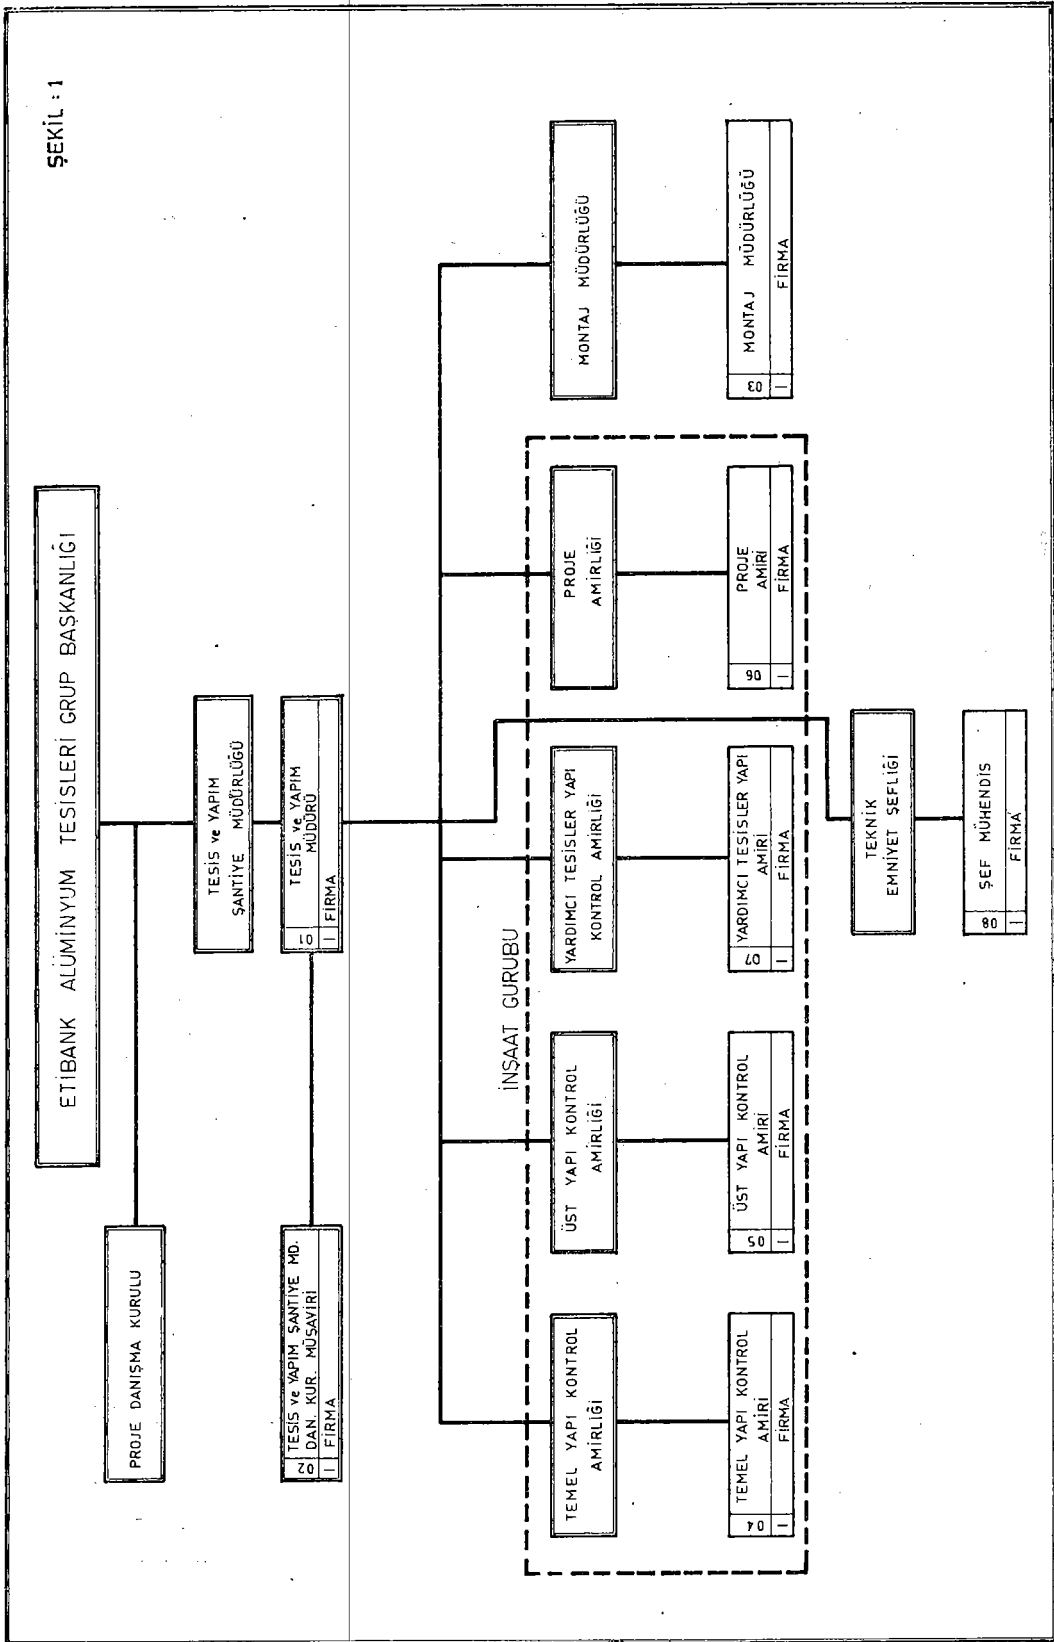 ŞEKİL : 1
ETİBANK ALÜMİNYUM TESİSLERİ GRUP BAŞKANLIĞI
PROJE DANIŞMA KURULU
TESİS ve YAPIM
ŞANTİYE MÜDÜRLÜĞÜ
02 TESİS ve YAPIM ŞANTİYE MD.
DAN. KUR. MÜŞAVİRİ
1 FİRMA
01 TESİS ve YAPIM
MÜDÜRÜ
1 FİRMA
İNŞAAT GURUBU
TEMEL YAPI KONTROL
AMİRLİĞİ
ÜST YAPI KONTROL
AMİRLİĞİ
YARDIMCI TESİSLER YAPI
KONTROL AMİRLİĞİ
PROJE
AMİRLİĞİ
MONTAJ MÜDÜRLÜĞÜ
04 TEMEL YAPI KONTROL
AMİRİ
1 FİRMA
05 ÜST YAPI KONTROL
AMİRİ
1 FİRMA
07 YARDIMCI TESİSLER YAPI
AMİRİ
1 FİRMA
06 PROJE
AMİRİ
1 FİRMA
03 MONTAJ MÜDÜRLÜĞÜ
1 FİRMA
TEKNİK
EMNİYET ŞEFLİĞİ
08 ŞEF MÜHENDİS
1 FİRMA